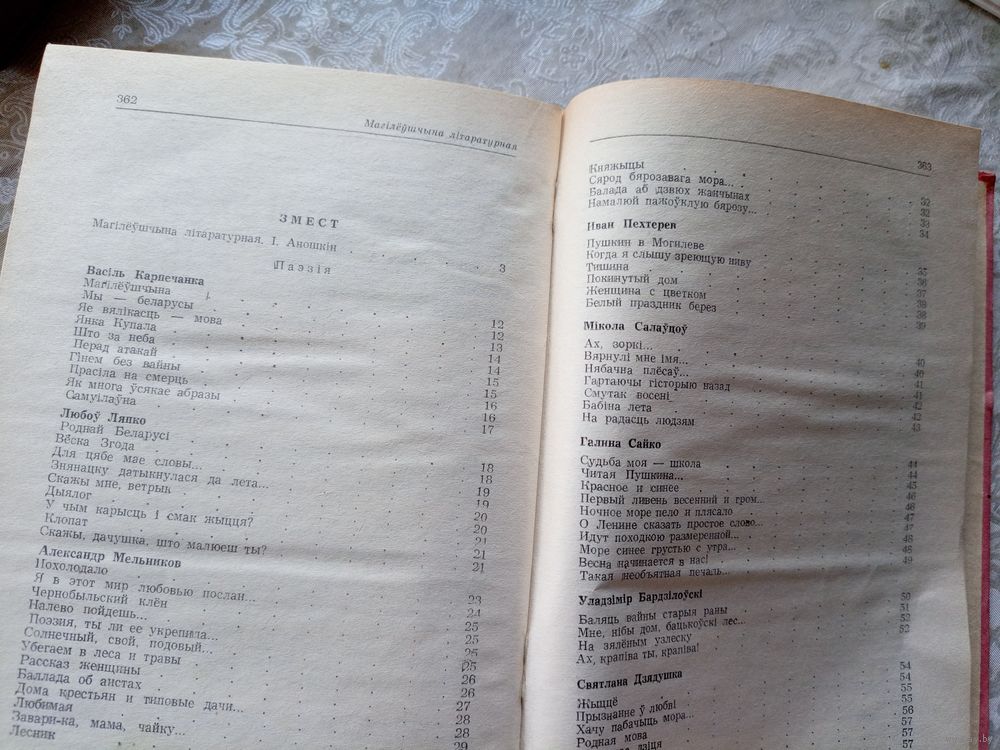 362
Магілёўшчына літаратурная
ЗМЕСТ
Магілёўшчына літаратурная. І. Аношкін 3
Паэзія
Васіль Карпечанка
Магілёўшчына 12
Мы — беларусы 12
Яе вялікасць — мова 13
Янка Купала 14
Што за неба 14
Перад атакай 15
Гінем без вайны 15
Прасіла на смерць 16
Як многа ўсякае абразы 16
Самуілаўна 17
Любоў Ляпко
Роднай Беларусі 18
Вёска Згода 18
Для цябе мае словы... 19
Знянацку датыкнулася да лета... 19
Скажы мне, ветрык 20
Дыялог 20
У чым карысць і смак жыцця? 21
Клопат 21
Скажы, дачушка, што малюеш ты? 21
Александр Мельников
Похолодало 23
Я в этот мир любовью послан... 24
Чернобыльский клён 25
Налево пойдешь... 25
Поэзия, ты ли ее укрепила... 25
Солнечный, свой, подовый... 25
Убегаем в леса и травы 26
Рассказ женщины 26
Баллада об аистах 27
Дома крестьян и типовые дачи... 28
Любимая 28
Завари-ка, мама, чайку... 29
Лесник
363
Княжыцы 32
Сярод бярозавага мора... 32
Балада аб дзвюх жанчынах 33
Намалюй пажоўклую бярозу... 34
Иван Пехтерев
Пушкин в Могилеве 35
Когда я слышу зреющую ниву 36
Тишина 37
Покинутый дом 38
Женщина с цветком 38
Белый праздник берез 39
Мікола Салаўцоў
Ах, зоркі... 40
Вярнулі мне імя... 40
Нябачна плёсаў... 41
Гартаючы гісторыю назад 41
Смутак восені 42
Бабіна лета 42
На радасць людзям 43
Галина Сайко
Судьба моя — школа 44
Читая Пушкина... 44
Красное и синее 45
Первый ливень весенний и гром... 46
Ночное море пело и плясало 46
О Ленине сказать простое слово... 47
Идут походкою размеренной... 47
Море синее грустью с утра... 48
Весна начинается в нас! 48
Такая необъятная печаль... 49
Уладзімір Бардзілоўскі
Баляць вайны старыя раны 50
Мне, нібы дом, бацькоўскі лес... 51
На зялёным узлеску 52
Ах, крапіва ты, крапіва! 52
Святлана Дзядушка
Жыццё 54
Прызнанне ў любві 54
Хачу пабачыць мора... 55
Родная мова 55
дзіця 56
57
57
57